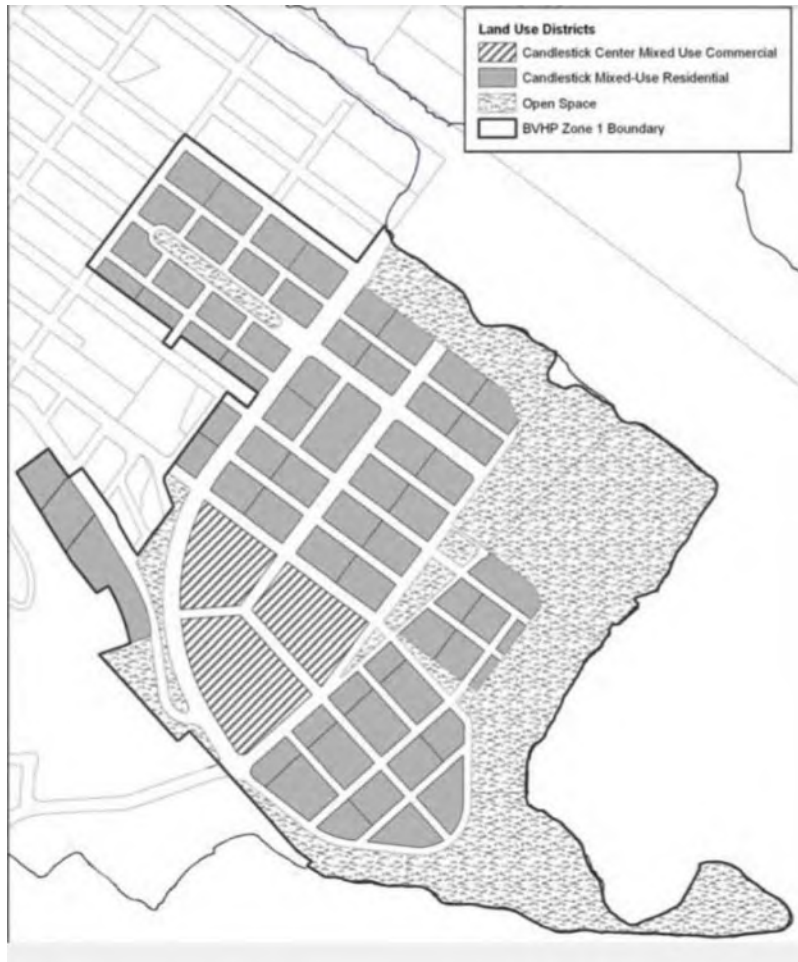 Land Use Districts
Candlestick Center Mixed Use Commercial
Candlestick Mixed-Use Residential
Open Space
BVHP Zone 1 Boundary